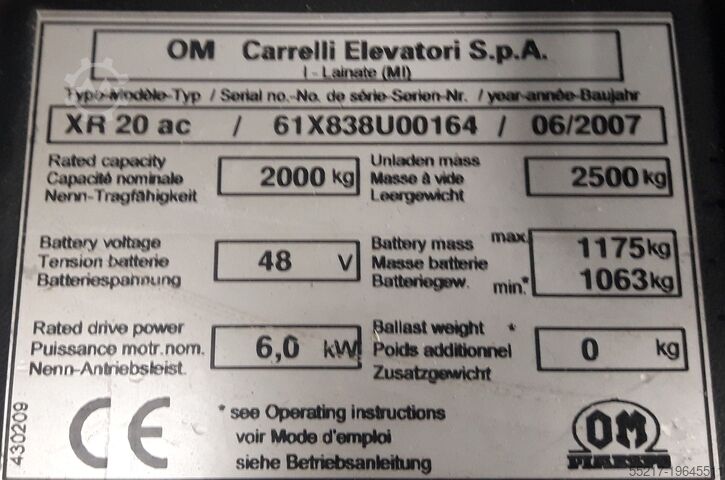 OM Carrelli Elevatori S.p.A.
I - Lainate (MI)
Type-Modèle-Typ / Serial no.-No. de série-Serien-Nr. / year-année-Baujahr
XR 20 ac / 61X838U00164 / 06/2007
Rated capacity
Capacité nominale
Nenn-Tragfähigkeit
2000 kg
Unladen mass
Masse à vide
Leergewicht
2500 kg
Battery voltage
Tension batterie
Batteriespannung
48 V
Battery mass max.
Masse batterie
Batteriegew. min.*
1175 kg
1063 kg
Rated drive power
Puissance motr.nom.
Nenn-Antriebsleist.
6,0 kW
Ballast weight *
Poids additionnel
Zusatzgewicht
0 kg
430209
CE
* see Operating instructions
voir Mode d'emploi
siehe Betriebsanleitung
OM